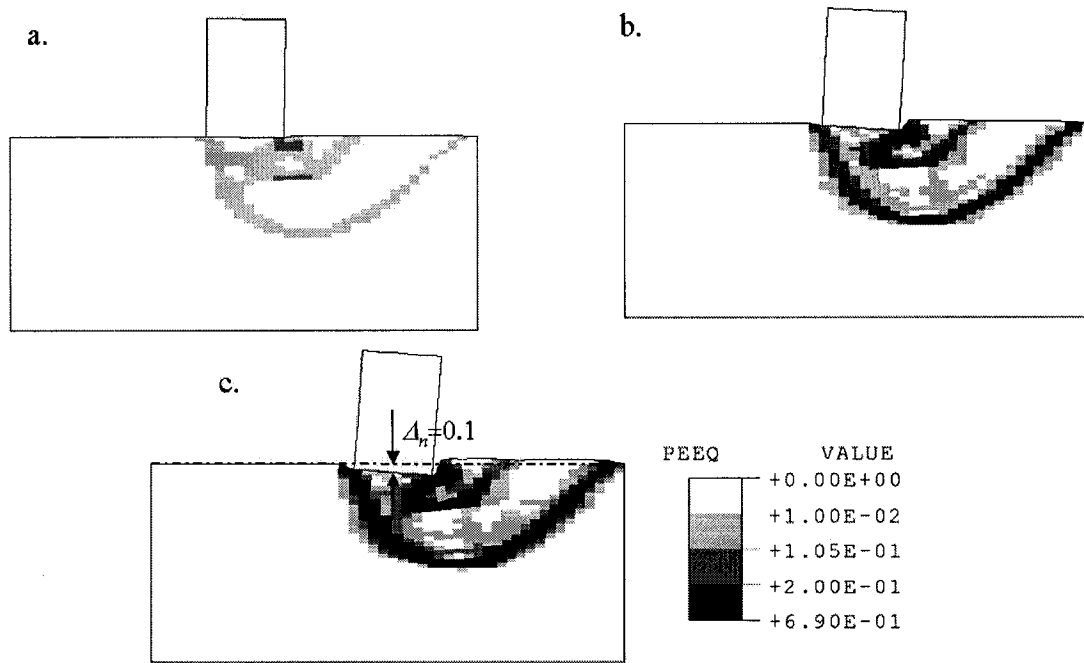 a.
b.
c.
Δn=0.1
PEEQ VALUE
+0.00E+00
+1.00E-02
+1.05E-01
+2.00E-01
+6.90E-01